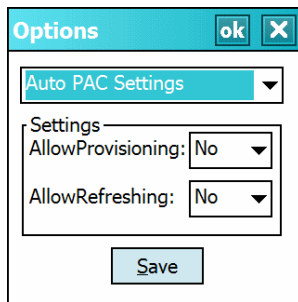 Options ok X
Auto PAC Settings
Settings
AllowProvisioning: No
AllowRefreshing: No
Save